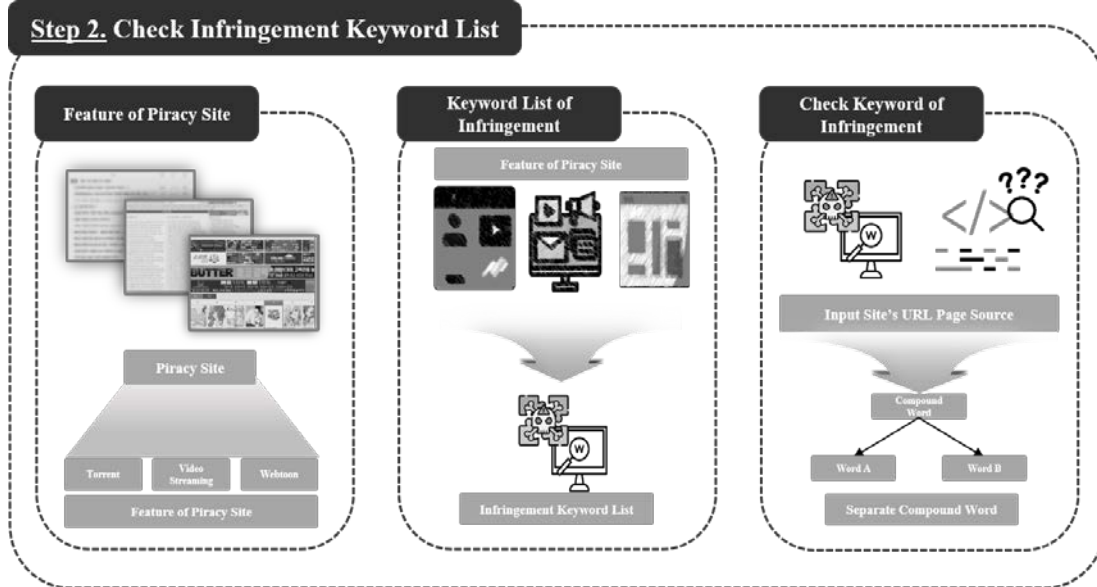 Step 2. Check Infringement Keyword List
Feature of Piracy Site
BUTTER
Piracy Site
Torrent
Video
Streaming
Webtoon
Feature of Piracy Site
Keyword List of
Infringement
Feature of Piracy Site
W
Infringement Keyword List
Check Keyword of
Infringement
W
</>
???
Input Site's URL Page Source
Compound
Word
Word A
Word B
Separate Compound Word